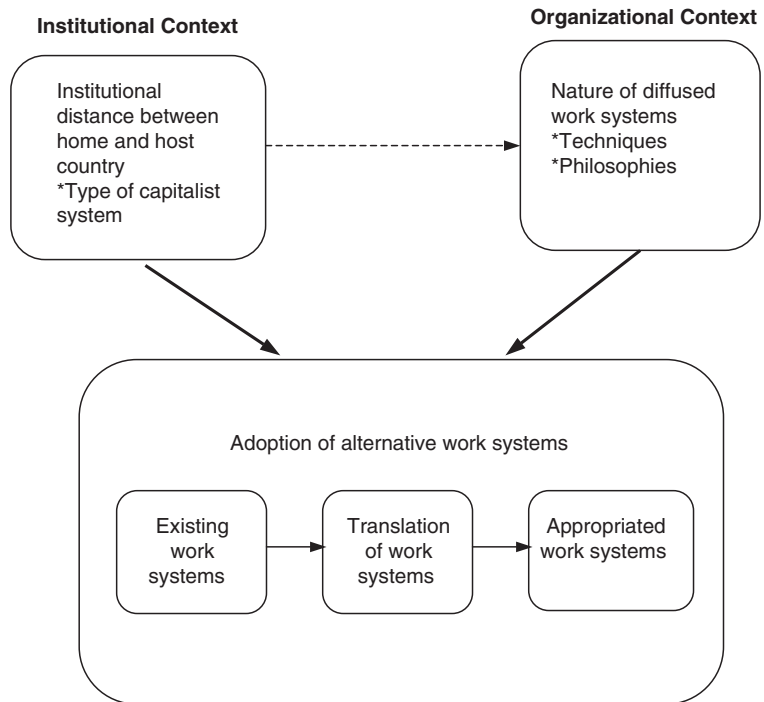 Institutional Context
Organizational Context
Institutional
distance between
home and host
country
*Type of capitalist
system
Nature of diffused
work systems
*Techniques
*Philosophies
Adoption of alternative work systems
Existing
work
systems
Translation
of work
systems
Appropriated
work systems